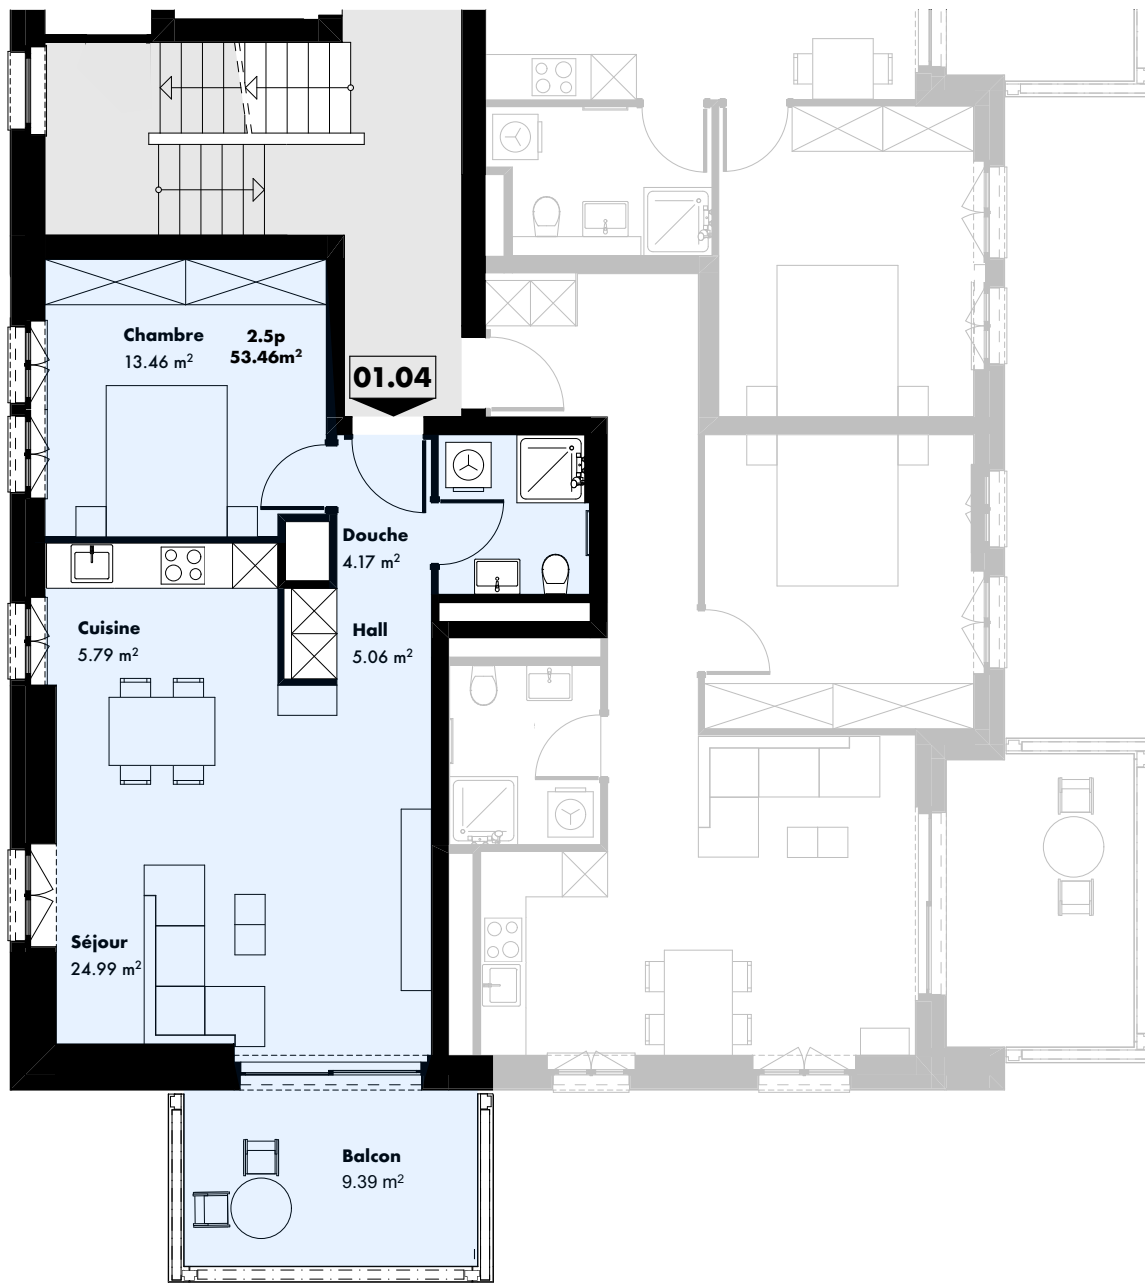 Chambre
13.46 m²
2.5p
53.46m²
01.04
Douche
4.17 m²
Cuisine
5.79 m²
Hall
5.06 m²
Séjour
24.99 m²
Balcon
9.39 m²